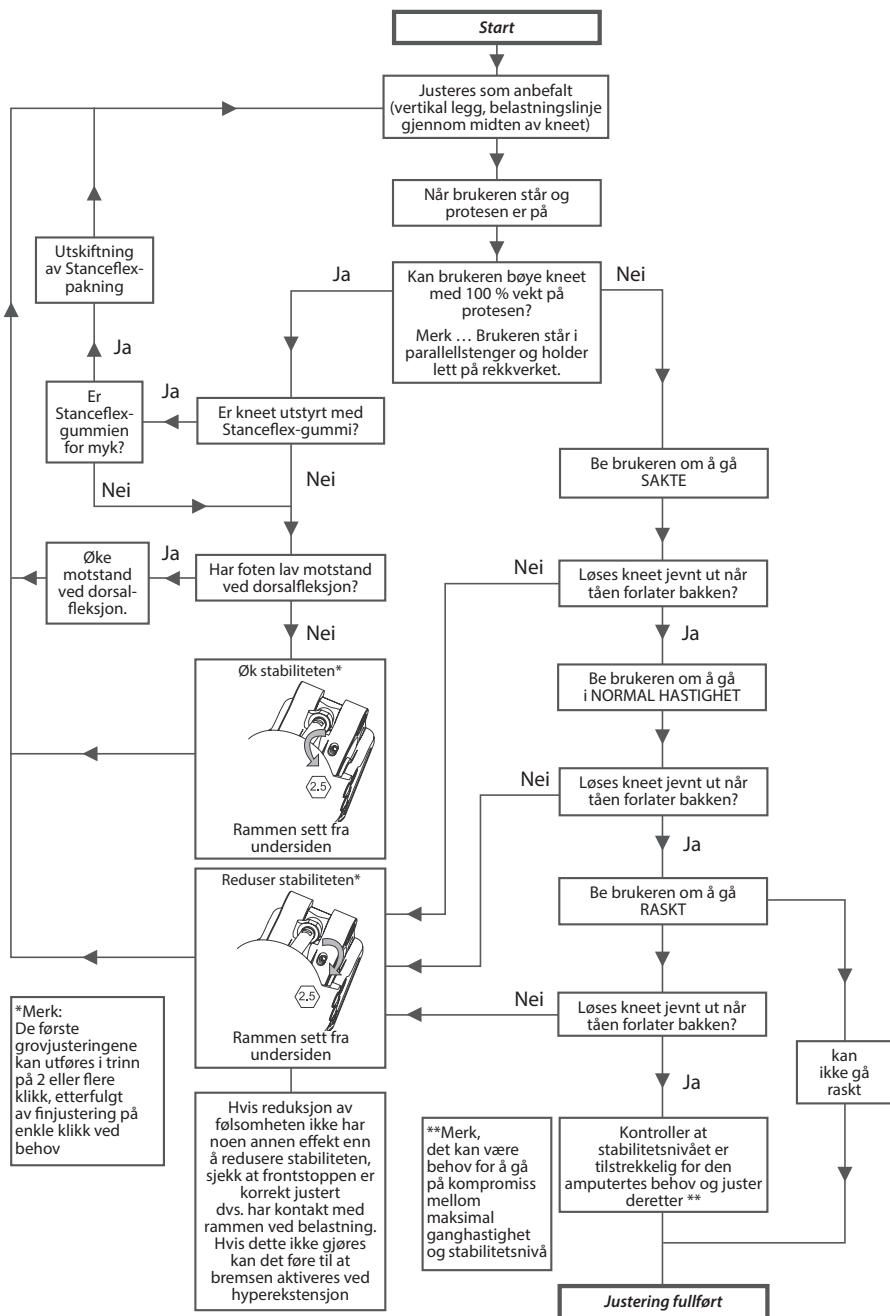 Start
Justeres som anbefalt
(vertikal legg, belastningslinje
gjennom midten av kneet)
Når brukeren står og
protesen er på
Kan brukeren bøye kneet
med 100 % vekt på
protesen?
Merk … Brukeren står i
parallellstenger og holder
lett på rekkverket.
Ja
Nei
Utskiftning
av Stanceflex-
pakning
Ja
Er
Stanceflex-
gummien
for myk?
Ja
Er kneet utstyrt med
Stanceflex-gummi?
Nei
Nei
Øke
motstand
ved dorsal-
fleksjon.
Ja
Har foten lav motstand
ved dorsalfleksjon?
Nei
Øk stabiliteten*
2.5
Rammen sett fra
undersiden
Reduser stabiliteten*
2.5
Rammen sett fra
undersiden
Hvis reduksjon av
følsomheten ikke har
noen annen effekt enn
å redusere stabiliteten,
sjekk at frontstoppen er
korrekt justert
dvs. har kontakt med
rammen ved belastning.
Hvis dette ikke gjøres
kan det føre til at
bremsen aktiveres ved
hyperekstensjon
*Merk:
De første
grovjusteringene
kan utføres i trinn
på 2 eller flere
klikk, etterfulgt
av finjustering på
enkle klikk ved
behov
Be brukeren om å gå
SAKTE
Nei
Løses kneet jevnt ut når
tåen forlater bakken?
Ja
Be brukeren om å gå
i NORMAL HASTIGHET
Nei
Løses kneet jevnt ut når
tåen forlater bakken?
Ja
Be brukeren om å gå
RASKT
Nei
Løses kneet jevnt ut når
tåen forlater bakken?
kan
ikke gå
raskt
Ja
Kontroller at
stabilitetsnivået er
tilstrekkelig for den
amputertes behov og juster
deretter **
**Merk,
det kan være
behov for å gå
på kompromiss
mellom
maksimal
ganghastighet
og stabilitetsnivå
Justering fullført